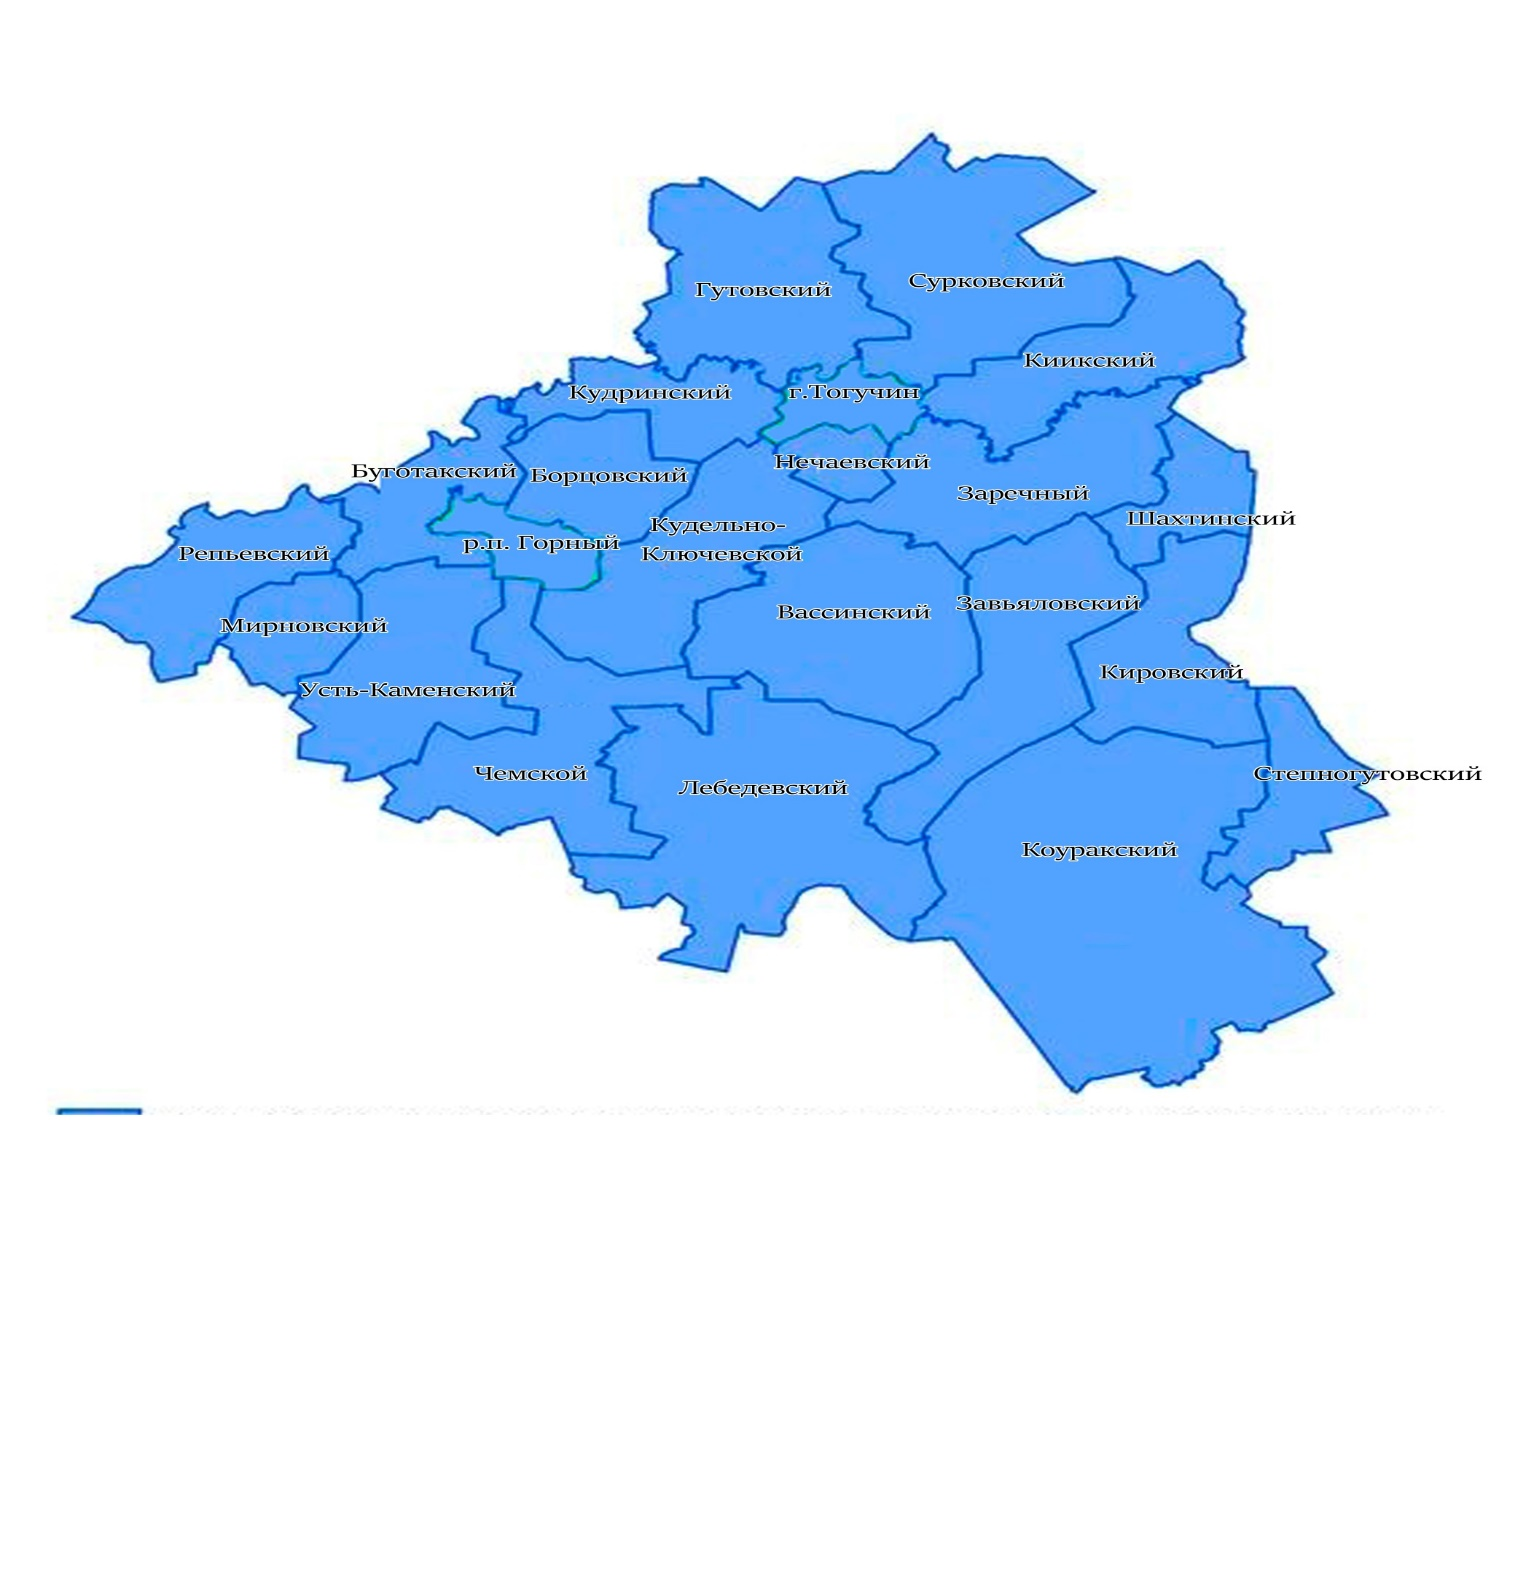 Сурковский
Гутовский
Киикский
Кудринский
г.Тогучин
Нечаевский
Буготакский
Борцовский
Заречный
Шахтинский
Кудельно-
Ключевской
р.п. Горный
Репьевский
Завьяловский
Вассинский
Мирновский
Кировский
Усть-Каменский
Чемской
Степногутовский
Лебедевский
Коуракский